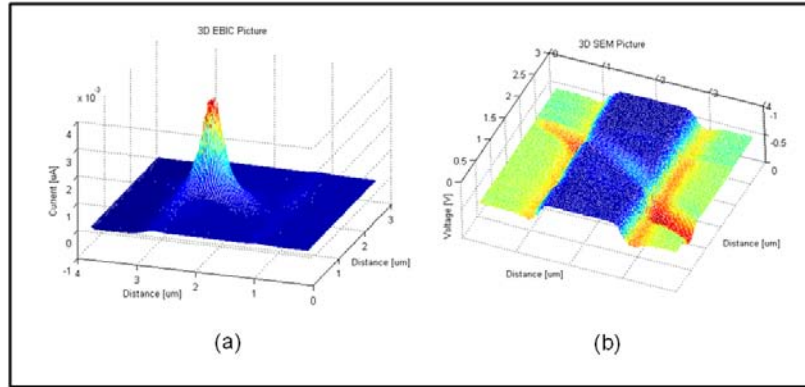 3D EBIC Picture
x 10⁻³
4
3
2
1
0
-1
Current [uA]
4
3
2
1
0
Distance [um]
1
2
3
Distance [um]
(a)
3D SEM Picture
3
2.5
2
1.5
1
0.5
0
Voltage [V]
0
1
2
3
4
-1
-0.5
0
Distance [um]
Distance [um]
(b)